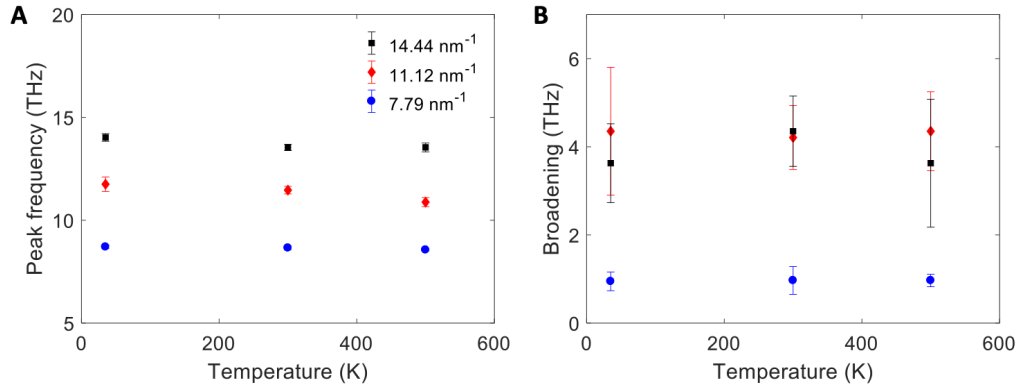 A
Peak frequency (THz)
20
15
10
5
14.44 nm⁻¹
11.12 nm⁻¹
7.79 nm⁻¹
0 200 400 600
Temperature (K)
B
Broadening (THz)
6
4
2
0
0 200 400 600
Temperature (K)